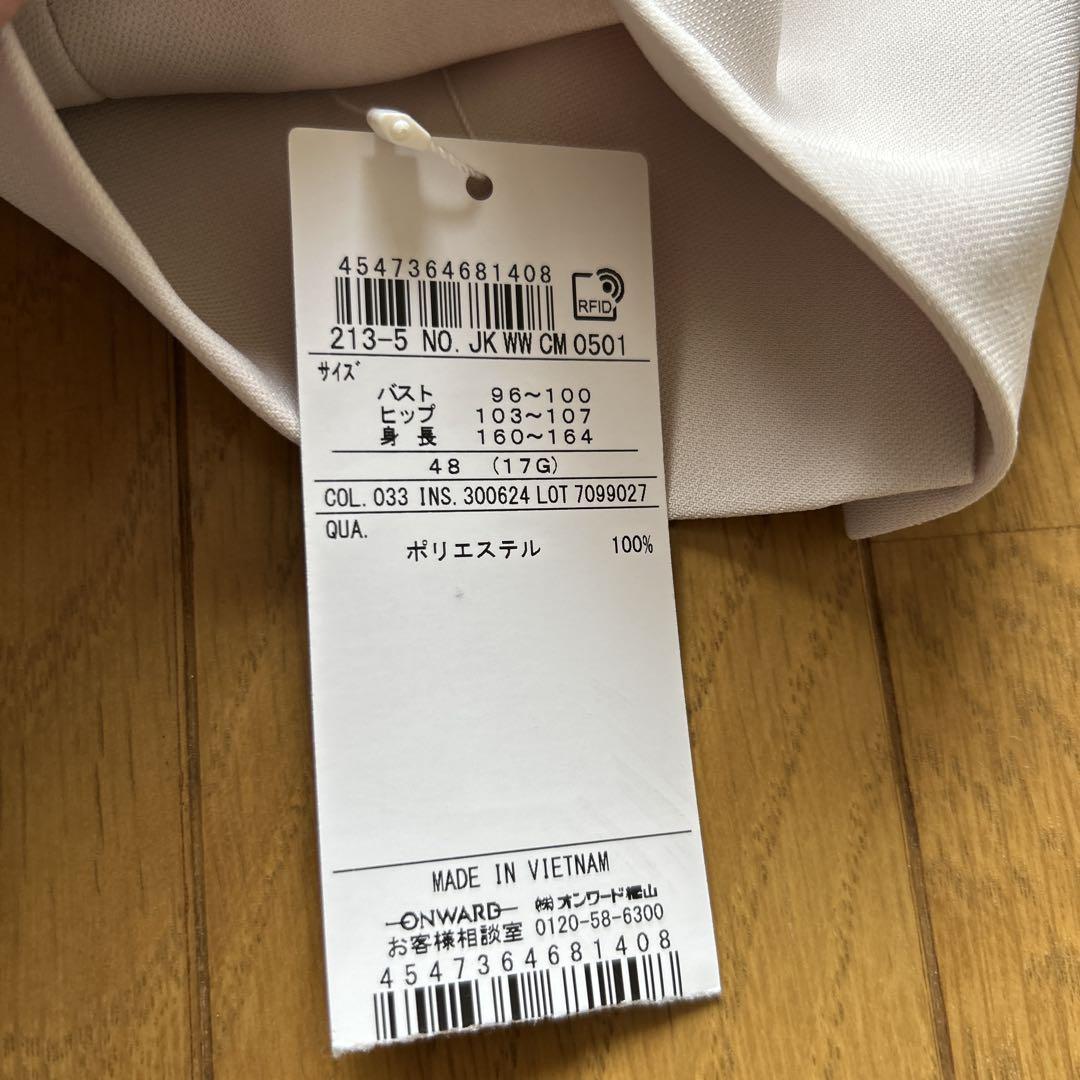 4547364681408
RFID
213-5 NO. JK WW CM 0501
ｻｲｽﾞ
バスト 96～100
ヒップ 103～107
身長 160～164
48 (17G)
COL. 033 INS. 300624 LOT 7099027
QUA.
ポリエステル 100%
MADE IN VIETNAM
ONWARD ㈱オンワード樫山
お客様相談室 0120-58-6300
4547364681408